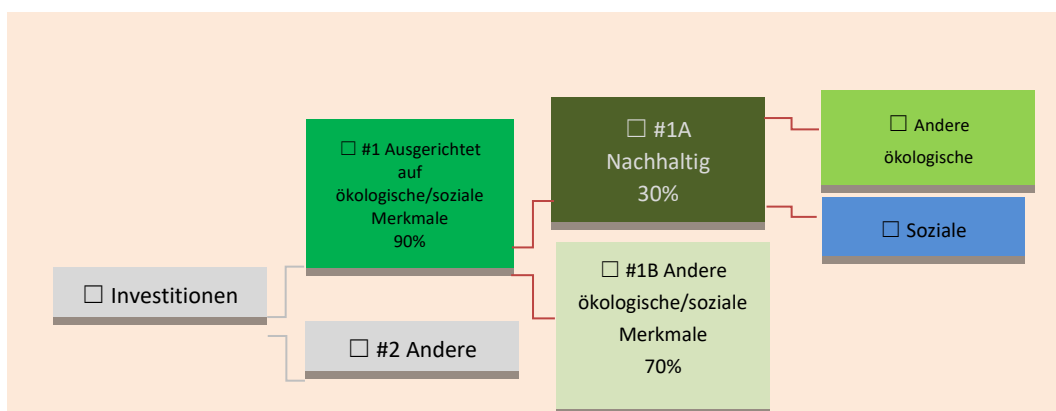 ☐ Investitionen
☐ #1 Ausgerichtet
auf
ökologische/soziale
Merkmale
90%
☐ #2 Andere
☐ #1A
Nachhaltig
30%
☐ #1B Andere
ökologische/soziale
Merkmale
70%
☐ Andere
ökologische
☐ Soziale